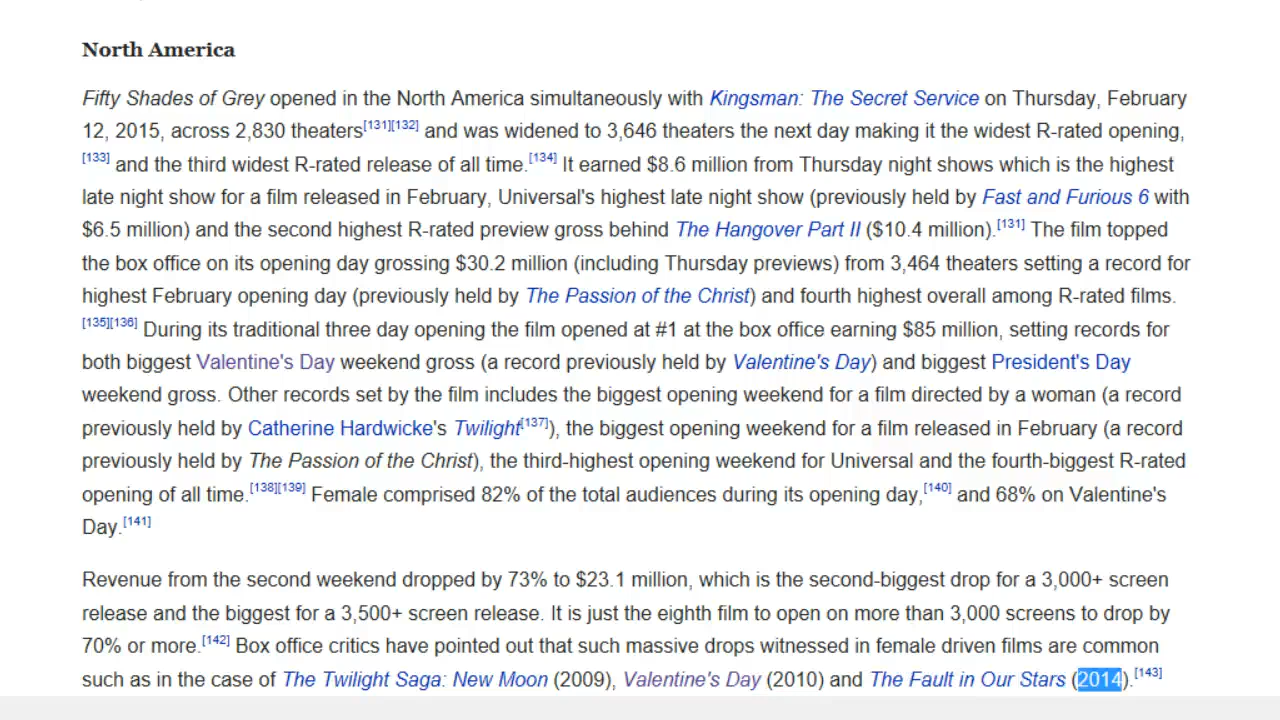 North America
Fifty Shades of Grey opened in the North America simultaneously with Kingsman: The Secret Service on Thursday, February
12, 2015, across 2,830 theaters[131][132] and was widened to 3,646 theaters the next day making it the widest R-rated opening,
[133] and the third widest R-rated release of all time.[134] It earned $8.6 million from Thursday night shows which is the highest
late night show for a film released in February, Universal's highest late night show (previously held by Fast and Furious 6 with
$6.5 million) and the second highest R-rated preview gross behind The Hangover Part II ($10.4 million).[131] The film topped
the box office on its opening day grossing $30.2 million (including Thursday previews) from 3,464 theaters setting a record for
highest February opening day (previously held by The Passion of the Christ) and fourth highest overall among R-rated films.
[135][136] During its traditional three day opening the film opened at #1 at the box office earning $85 million, setting records for
both biggest Valentine's Day weekend gross (a record previously held by Valentine's Day) and biggest President's Day
weekend gross. Other records set by the film includes the biggest opening weekend for a film directed by a woman (a record
previously held by Catherine Hardwicke's Twilight[137]), the biggest opening weekend for a film released in February (a record
previously held by The Passion of the Christ), the third-highest opening weekend for Universal and the fourth-biggest R-rated
opening of all time.[138][139] Female comprised 82% of the total audiences during its opening day,[140] and 68% on Valentine's
Day.[141]
Revenue from the second weekend dropped by 73% to $23.1 million, which is the second-biggest drop for a 3,000+ screen
release and the biggest for a 3,500+ screen release. It is just the eighth film to open on more than 3,000 screens to drop by
70% or more.[142] Box office critics have pointed out that such massive drops witnessed in female driven films are common
such as in the case of The Twilight Saga: New Moon (2009), Valentine's Day (2010) and The Fault in Our Stars (2014).[143]